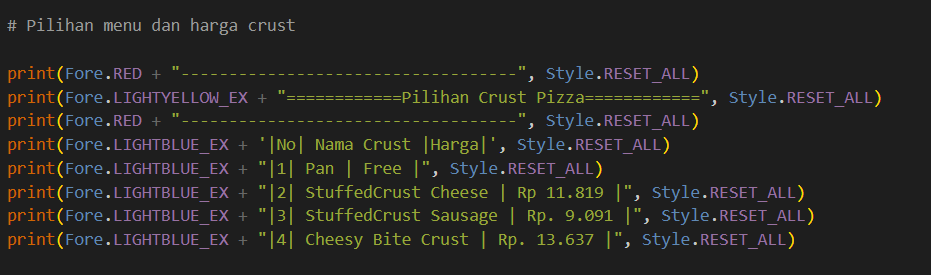 # Pilihan menu dan harga crust
print(Fore.RED + "-----------------------------------", Style.RESET_ALL)
print(Fore.LIGHTYELLOW_EX + "============Pilihan Crust Pizza============", Style.RESET_ALL)
print(Fore.RED + "-----------------------------------", Style.RESET_ALL)
print(Fore.LIGHTBLUE_EX + '|No| Nama Crust |Harga|', Style.RESET_ALL)
print(Fore.LIGHTBLUE_EX + "|1| Pan | Free |", Style.RESET_ALL)
print(Fore.LIGHTBLUE_EX + "|2| StuffedCrust Cheese | Rp 11.819 |", Style.RESET_ALL)
print(Fore.LIGHTBLUE_EX + "|3| StuffedCrust Sausage | Rp. 9.091 |", Style.RESET_ALL)
print(Fore.LIGHTBLUE_EX + "|4| Cheesy Bite Crust | Rp. 13.637 |", Style.RESET_ALL)